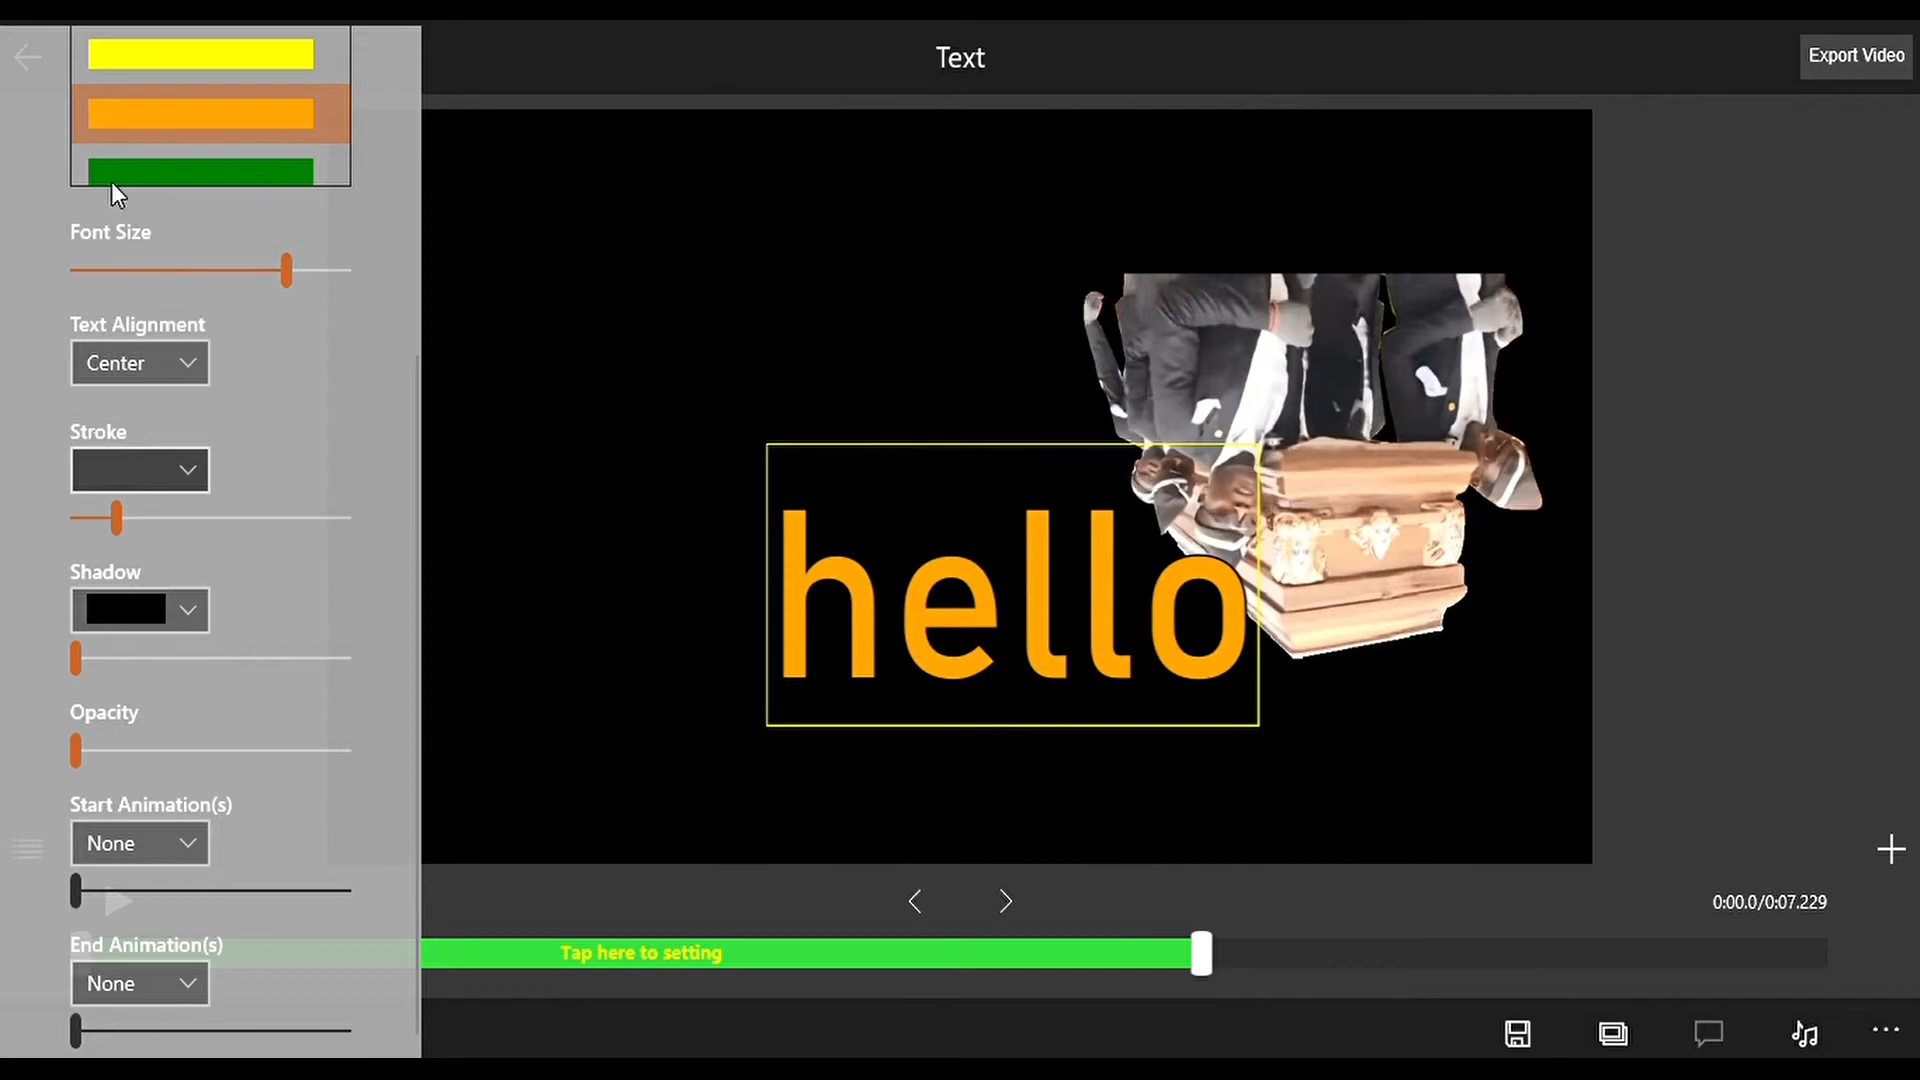 Text
Export Video
Font Size
Text Alignment
Center
Stroke
Shadow
Opacity
Start Animation(s)
None
End Animation(s)
None
hello
0:00.0/0:07.229
Tap here to setting